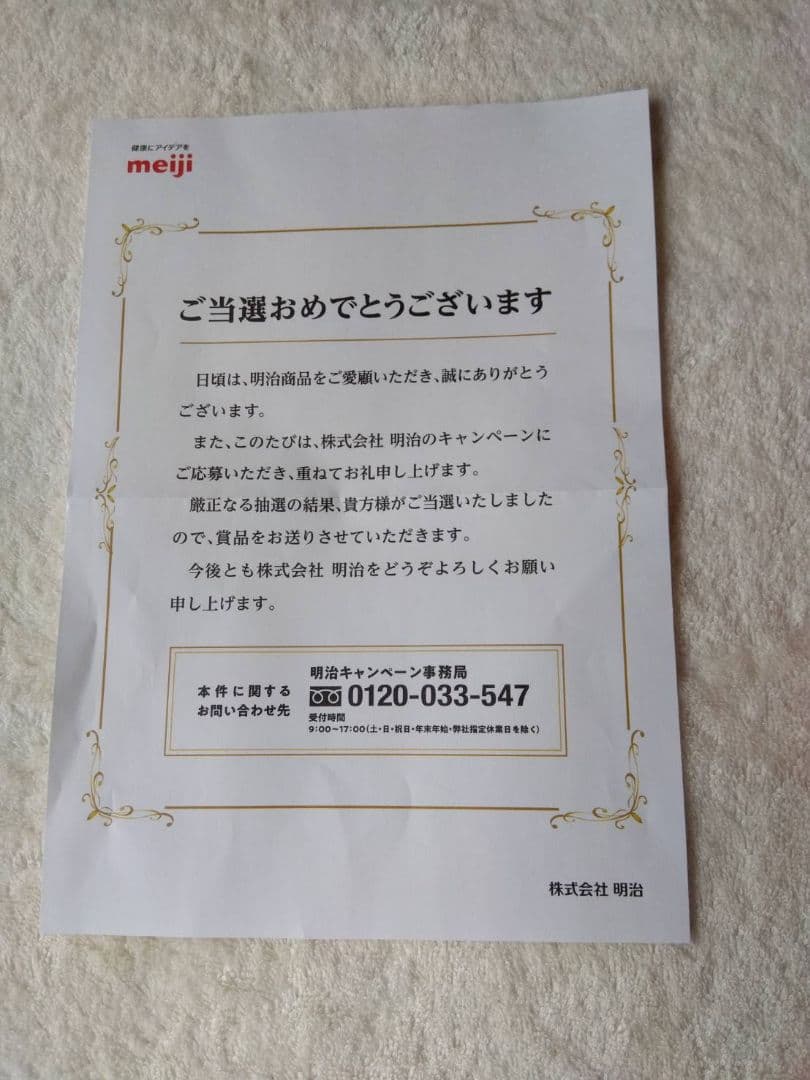 健康にアイデアを
meiji
ご当選おめでとうございます
日頃は、明治商品をご愛顧いただき、誠にありがとう
ございます。
また、このたびは、株式会社 明治のキャンペーンに
ご応募いただき、重ねてお礼申し上げます。
厳正なる抽選の結果、貴方様がご当選いたしました
ので、賞品をお送りさせていただきます。
今後とも株式会社 明治をどうぞよろしくお願い
申し上げます。
本件に関する
お問い合わせ先
明治キャンペーン事務局
0120-033-547
受付時間
9:00〜17:00(土・日・祝日・年末年始・弊社指定休業日を除く)
株式会社 明治